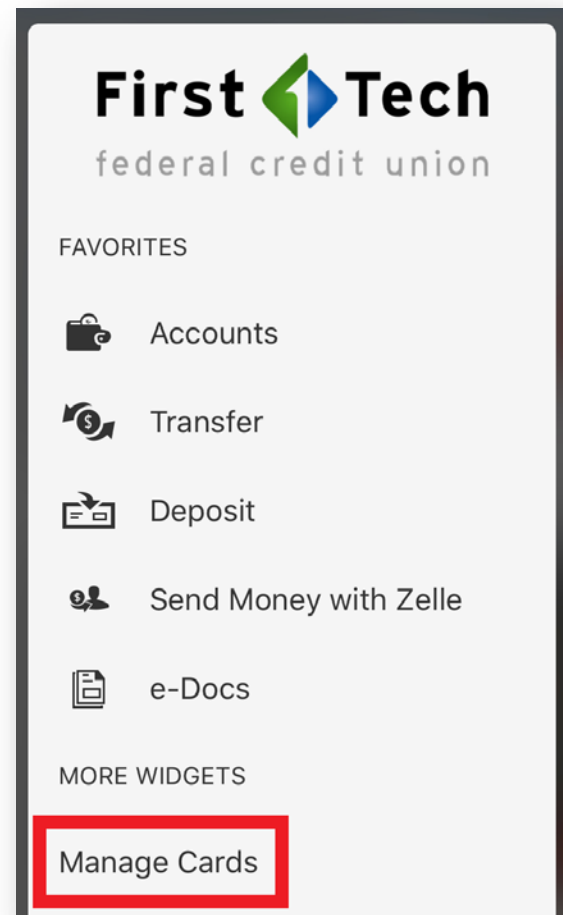 First Tech
federal credit union
FAVORITES
Accounts
Transfer
Deposit
Send Money with Zelle
e-Docs
MORE WIDGETS
Manage Cards